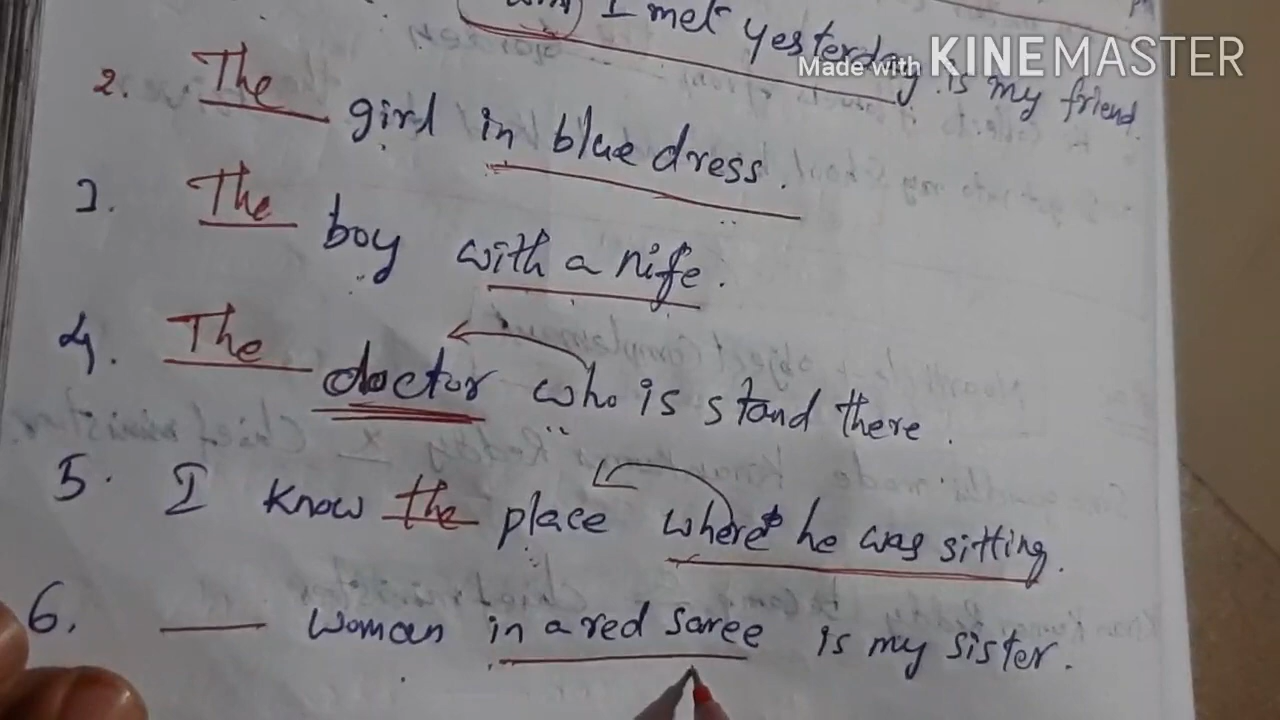 I met yesterday is my friend.
Made with KINEMASTER
2. The girl in blue dress.
3. The boy with a nife.
4. The doctor who is stand there.
5. I know the place where he was sitting.
6. ___ woman in a red saree is my sister.